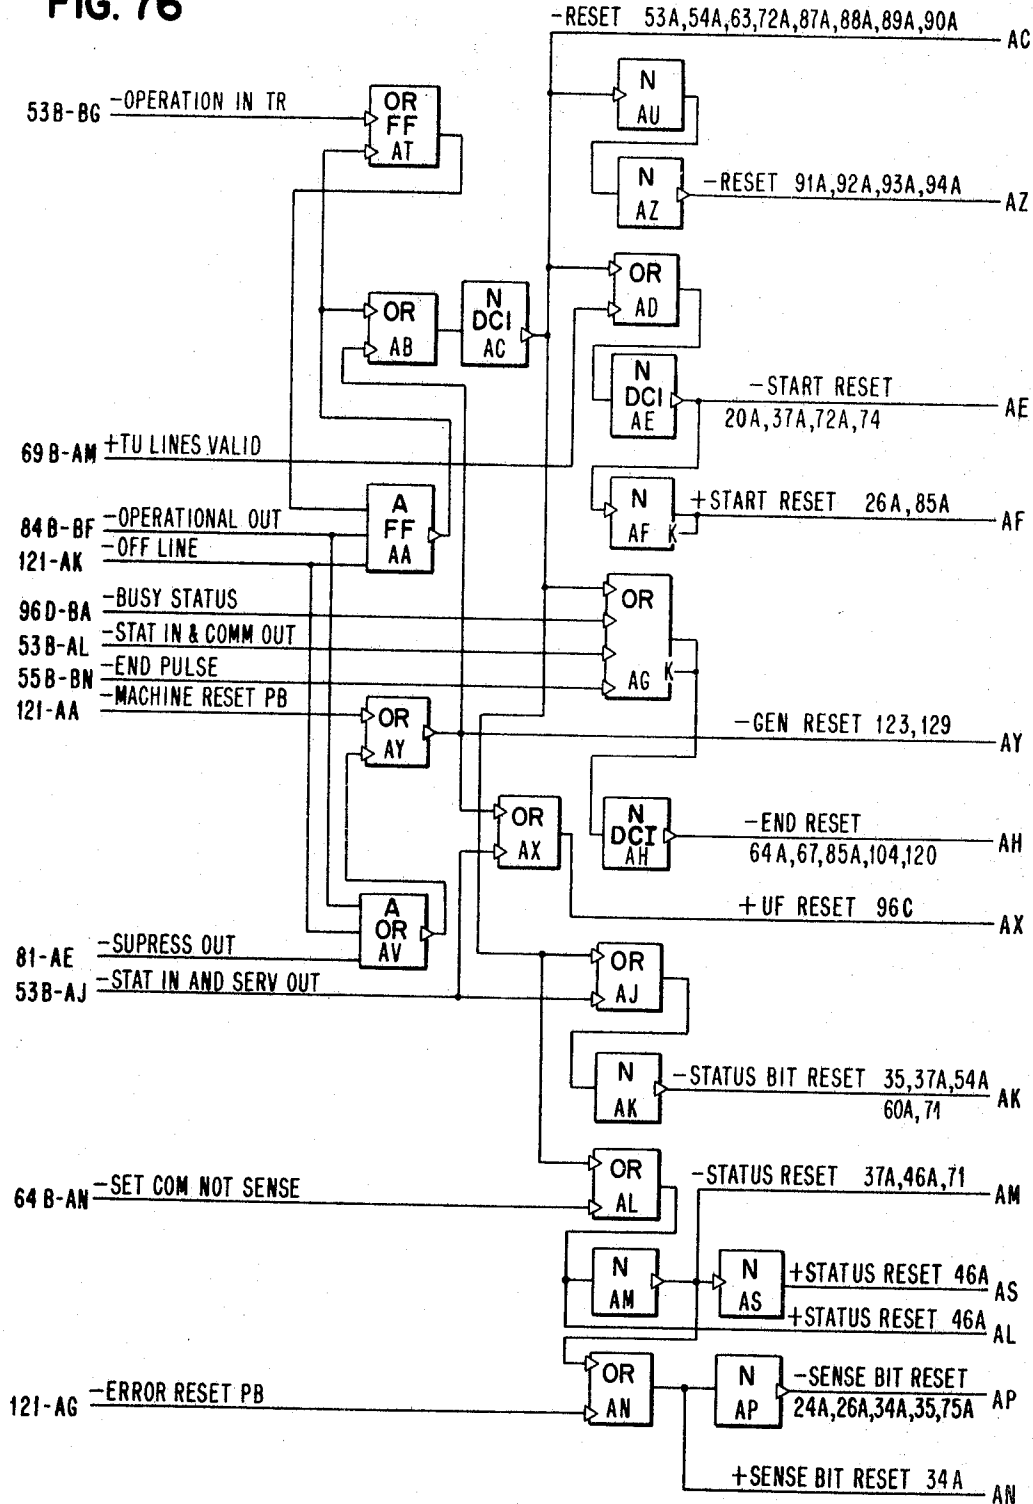 FIG. 76
-RESET 53A,54A,63,72A,87A,88A,89A,90A
AC
N
AU
53B-BG -OPERATION IN TR
OR
FF
AT
N
AZ
-RESET 91A,92A,93A,94A
AZ
OR
AD
OR
AB
N
DCI
AC
N
DCI
AE
-START RESET
20A,37A,72A,74
AE
69B-AM +TU LINES VALID
N
AF K
+START RESET 26A,85A
AF
A
FF
AA
84B-BF -OPERATIONAL OUT
121-AK -OFF LINE
96D-BA -BUSY STATUS
53B-AL -STAT IN & COMM OUT
55B-BN -END PULSE
121-AA -MACHINE RESET PB
OR
AG K
OR
AY
-GEN RESET 123,129
AY
OR
AX
N
DCI
AH
-END RESET
64A,67,85A,104,120
AH
+UF RESET 96C
AX
A
OR
AV
81-AE -SUPRESS OUT
53B-AJ -STAT IN AND SERV OUT
OR
AJ
N
AK
-STATUS BIT RESET 35,37A,54A
60A,71
AK
OR
AL
64B-AN -SET COM NOT SENSE
-STATUS RESET 37A,46A,71
AM
N
AM
N
AS
+STATUS RESET 46A
AS
+STATUS RESET 46A
AL
OR
AN
121-AG -ERROR RESET PB
N
AP
-SENSE BIT RESET
24A,26A,34A,35,75A
AP
+SENSE BIT RESET 34A
AN